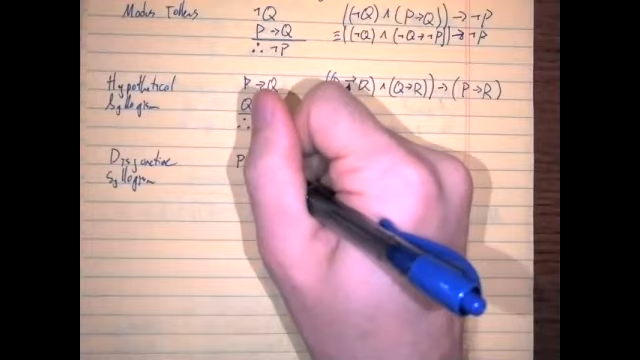 Modus Tollens ¬Q ((¬Q) ∧ (P→Q)) → ¬P
P→Q ≡ ((¬Q) ∧ (¬Q→¬P)) → ¬P
∴ ¬P
Hypothetical P→Q Q) ∧ (Q→R)) → (P→R)
Syllogism Q
∴
Disjunctive P
Syllogism